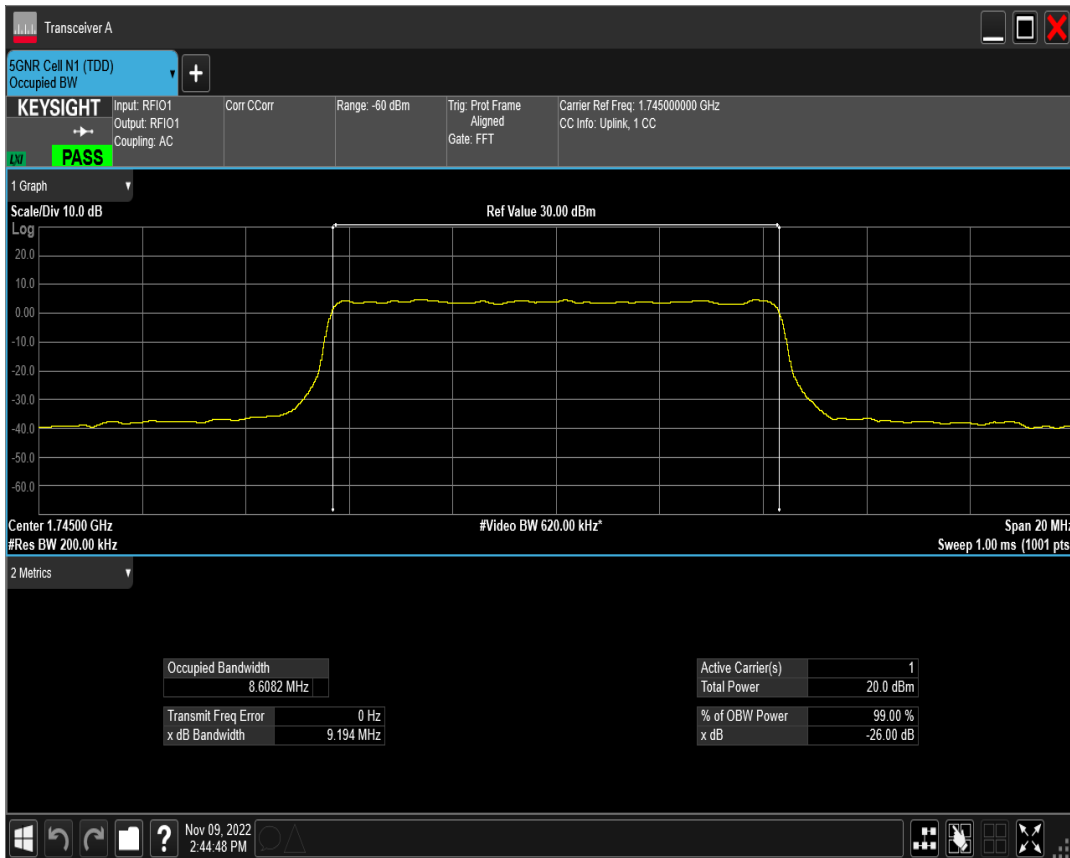 Transceiver A
5GNR Cell N1 (TDD)
Occupied BW
+
KEYSIGHT
LXI
PASS
Input: RFIO1
Output: RFIO1
Coupling: AC
Corr CCorr
Range: -60 dBm
Trig: Prot Frame
Aligned
Gate: FFT
Carrier Ref Freq: 1.745000000 GHz
CC Info: Uplink, 1 CC
1 Graph
Scale/Div 10.0 dB
Ref Value 30.00 dBm
Log
20.0
10.0
0.00
-10.0
-20.0
-30.0
-40.0
-50.0
-60.0
Center 1.74500 GHz
#Video BW 620.00 kHz*
Span 20 MHz
#Res BW 200.00 kHz
Sweep 1.00 ms (1001 pts
2 Metrics
Occupied Bandwidth
8.6082 MHz
Transmit Freq Error 0 Hz
x dB Bandwidth 9.194 MHz
Active Carrier(s) 1
Total Power 20.0 dBm
% of OBW Power 99.00 %
x dB -26.00 dB
?
Nov 09, 2022
2:44:48 PM